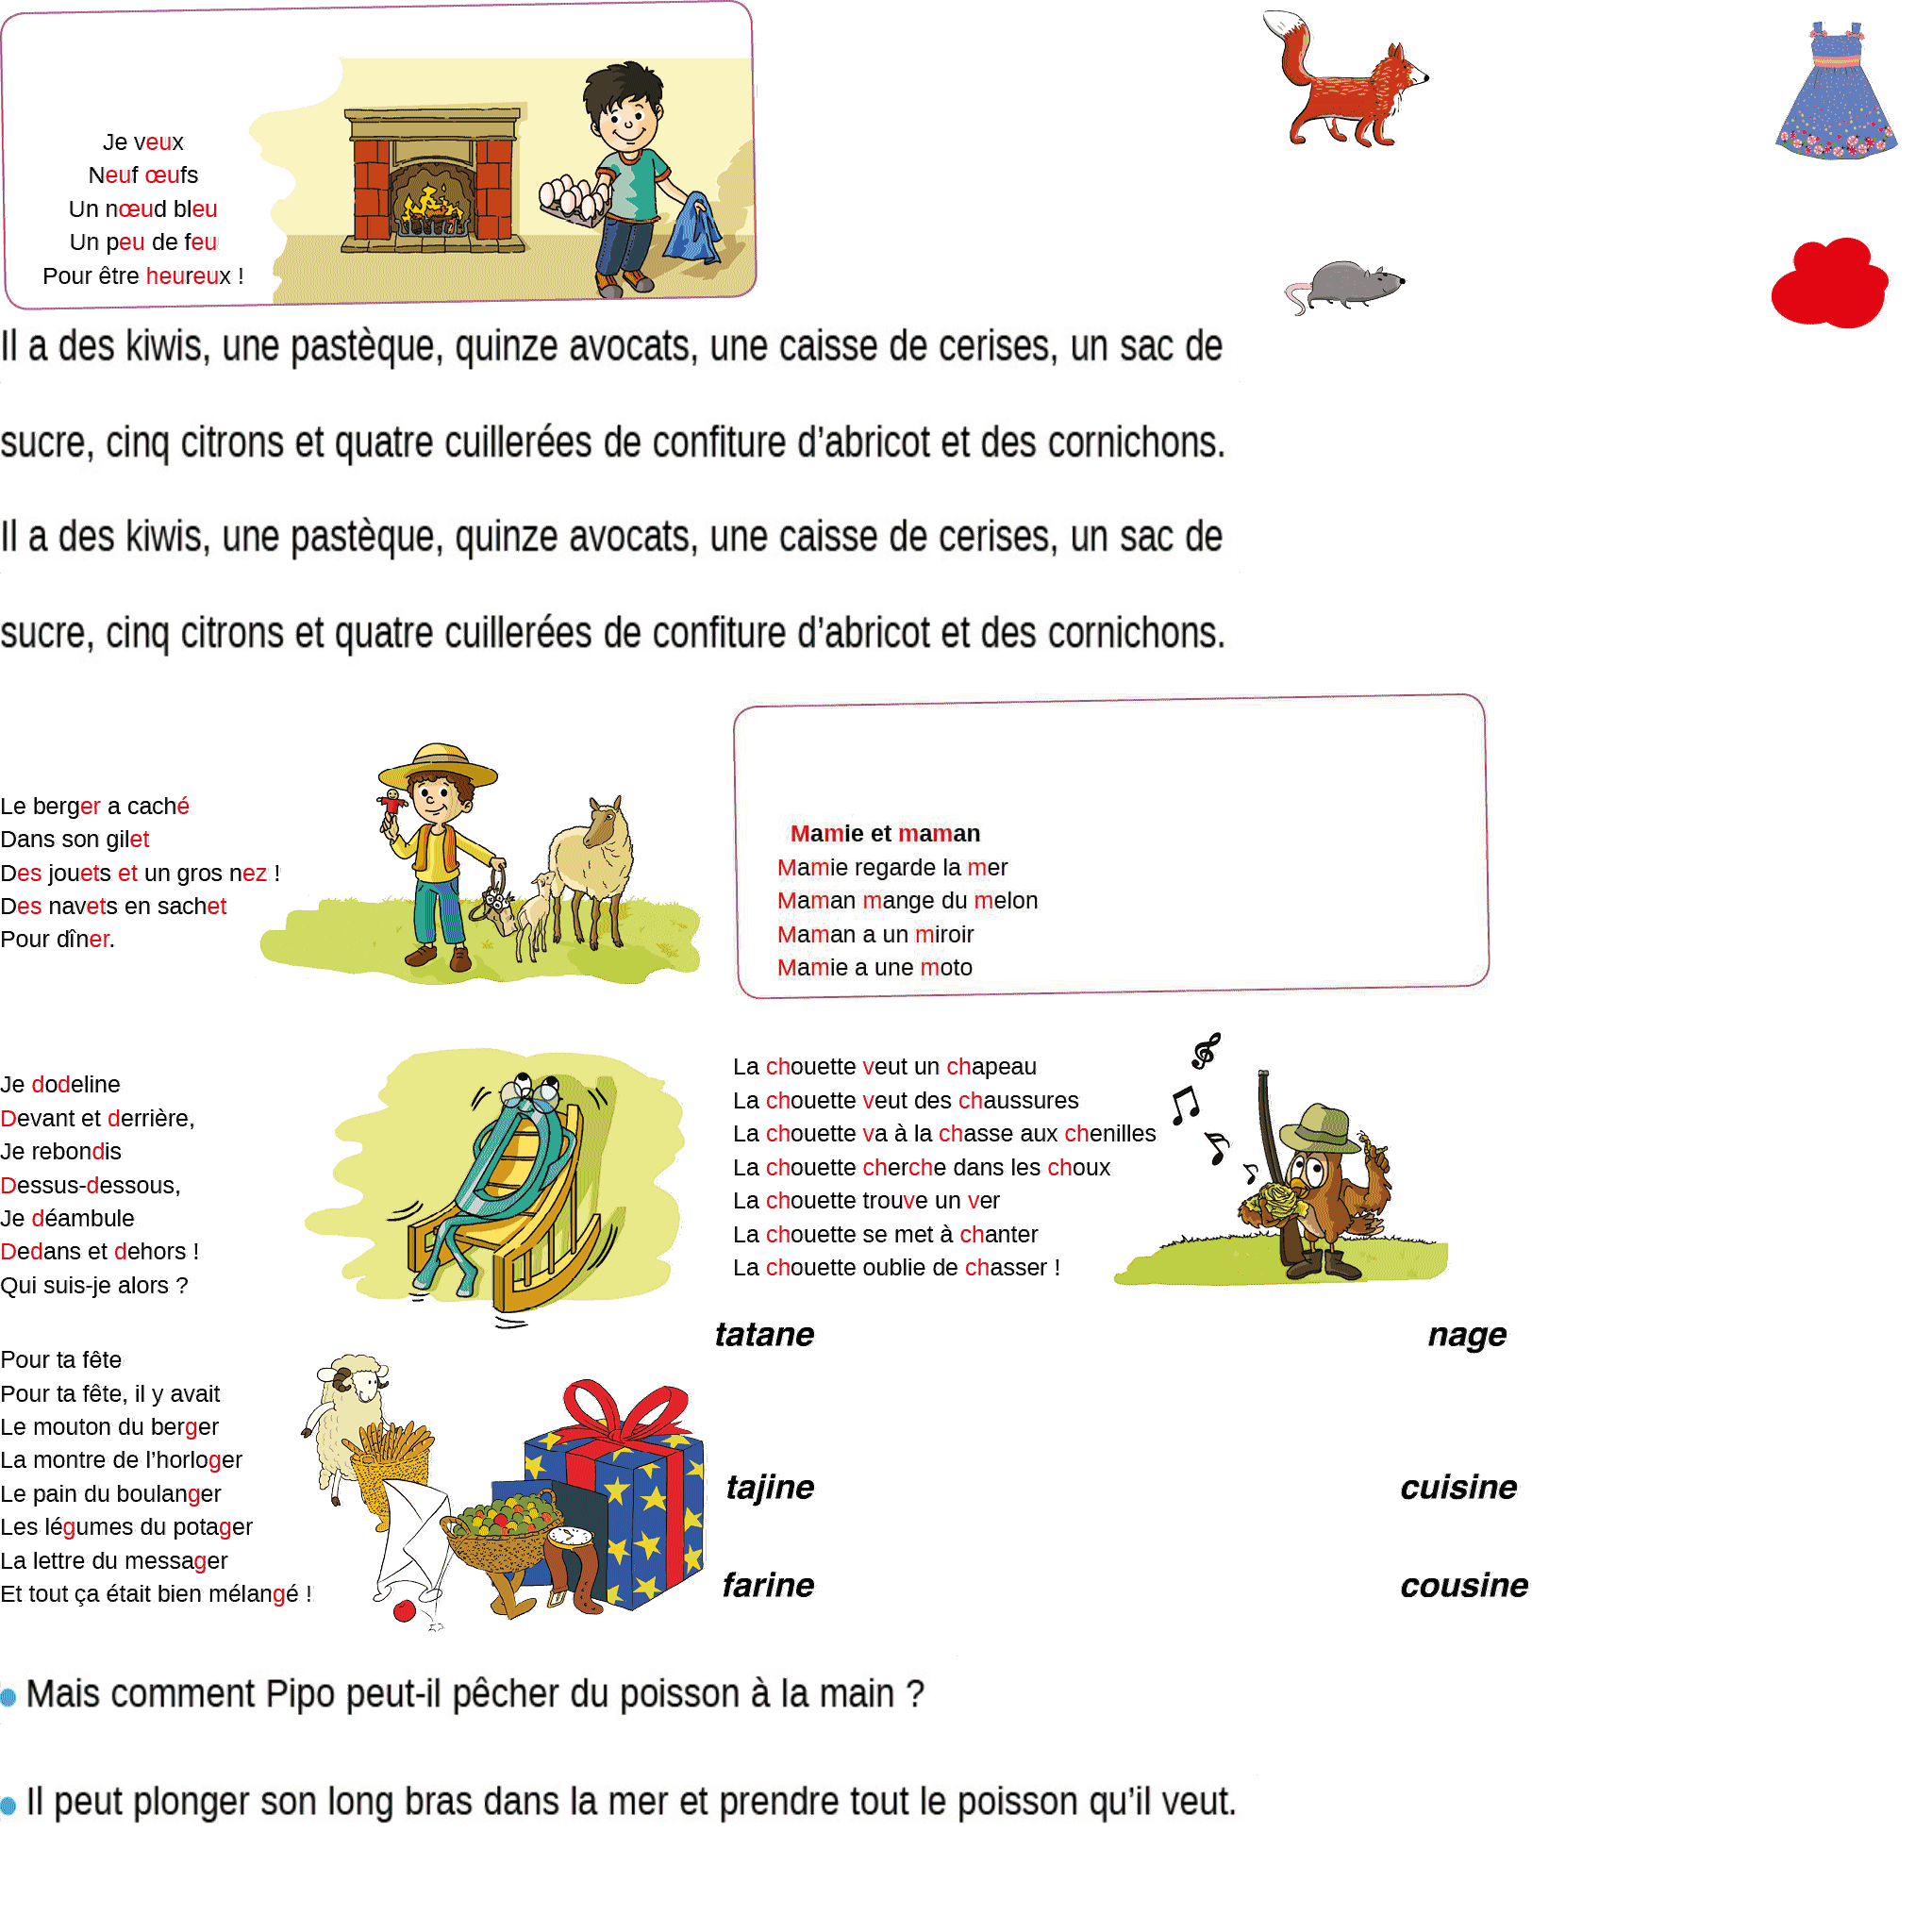 Je veux
Neuf œufs
Un nœud bleu
Un peu de feu
Pour être heureux !
Il a des kiwis, une pastèque, quinze avocats, une caisse de cerises, un sac de
sucre, cinq citrons et quatre cuillerées de confiture d’abricot et des cornichons.
Il a des kiwis, une pastèque, quinze avocats, une caisse de cerises, un sac de
sucre, cinq citrons et quatre cuillerées de confiture d’abricot et des cornichons.
Le berger a caché
Dans son gilet
Des jouets et un gros nez !
Des navets en sachet
Pour dîner.
Mamie et maman
Mamie regarde la mer
Maman mange du melon
Maman a un miroir
Mamie a une moto
Je dodeline
Devant et derrière,
Je rebondis
Dessus-dessous,
Je déambule
Dedans et dehors !
Qui suis-je alors ?
La chouette veut un chapeau
La chouette veut des chaussures
La chouette va à la chasse aux chenilles
La chouette cherche dans les choux
La chouette trouve un ver
La chouette se met à chanter
La chouette oublie de chasser !
Pour ta fête
Pour ta fête, il y avait
Le mouton du berger
La montre de l’horloger
Le pain du boulanger
Les légumes du potager
La lettre du messager
Et tout ça était bien mélangé !
tatane
nage
tajine
cuisine
farine
cousine
Mais comment Pipo peut-il pêcher du poisson à la main ?
Il peut plonger son long bras dans la mer et prendre tout le poisson qu’il veut.